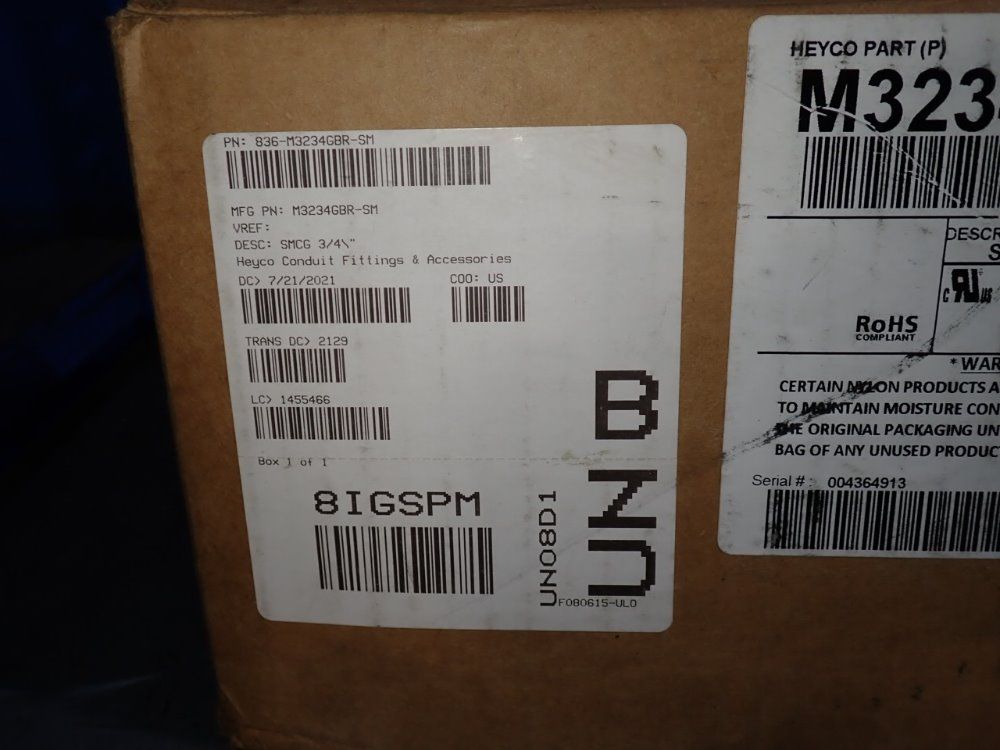 PN: 836-M3234GBR-SM
MFG PN: M3234GBR-SM
VREF:
DESC: SMCG 3/4\"
Heyco Conduit Fittings & Accessories
DC> 7/21/2021 COO: US
TRANS DC> 2129
LC> 1455466
Box 1 of 1
8IGSPM
UN08D1
B
Z
U
F080615-UL0
HEYCO PART (P)
M323
DESCR
S
c RU us
RoHS
COMPLIANT
* WAR
CERTAIN NYLON PRODUCTS A
TO MAINTAIN MOISTURE CON
THE ORIGINAL PACKAGING UN
BAG OF ANY UNUSED PRODUC
Serial #: 004364913